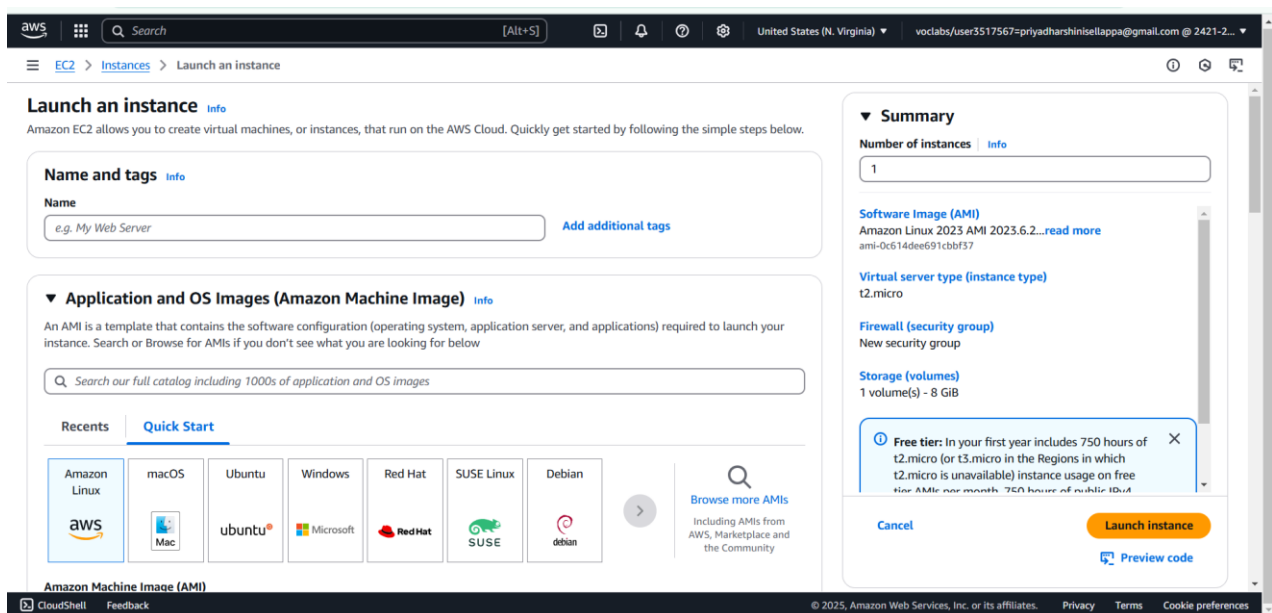 aws
Search [Alt+S]
United States (N. Virginia) ▼
voclabs/user3517567=priyadharshinisellappa@gmail.com @ 2421-2... ▼
EC2 > Instances > Launch an instance
Launch an instance Info
Amazon EC2 allows you to create virtual machines, or instances, that run on the AWS Cloud. Quickly get started by following the simple steps below.
Name and tags Info
Name
e.g. My Web Server
Add additional tags
▼ Application and OS Images (Amazon Machine Image) Info
An AMI is a template that contains the software configuration (operating system, application server, and applications) required to launch your
instance. Search or Browse for AMIs if you don't see what you are looking for
below
Search our full catalog including 1000s of application and OS images
Recents
Quick Start
Amazon
Linux
aws
macOS
Mac
Ubuntu
ubuntu
Windows
Microsoft
Red Hat
Red Hat
SUSE Linux
SUSE
Debian
debian
Browse more AMIs
Including AMIs from
AWS, Marketplace and
the Community
Amazon Machine Image (AMI)
▼ Summary
Number of instances Info
1
Software Image (AMI)
Amazon Linux 2023 AMI 2023.6.2...read more
ami-0c614dee691cbbf37
Virtual server type (instance type)
t2.micro
Firewall (security group)
New security group
Storage (volumes)
1 volume(s) - 8 GiB
Free tier: In your first year includes 750 hours of
t2.micro (or t3.micro in the Regions in which
t2.micro is unavailable) instance usage on free
tier AMIs per month, 750 hours of public IPv4
Cancel
Launch instance
Preview code
CloudShell
Feedback
© 2025, Amazon Web Services, Inc. or its affiliates.
Privacy
Terms
Cookie preferences